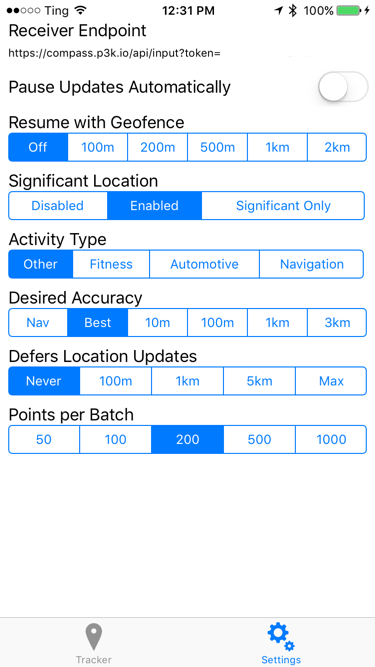 Ting 12:31 PM 100%
Receiver Endpoint
https://compass.p3k.io/api/input?token=
Pause Updates Automatically
Resume with Geofence
Off 100m 200m 500m 1km 2km
Significant Location
Disabled Enabled Significant Only
Activity Type
Other Fitness Automotive Navigation
Desired Accuracy
Nav Best 10m 100m 1km 3km
Defers Location Updates
Never 100m 1km 5km Max
Points per Batch
50 100 200 500 1000
Tracker Settings